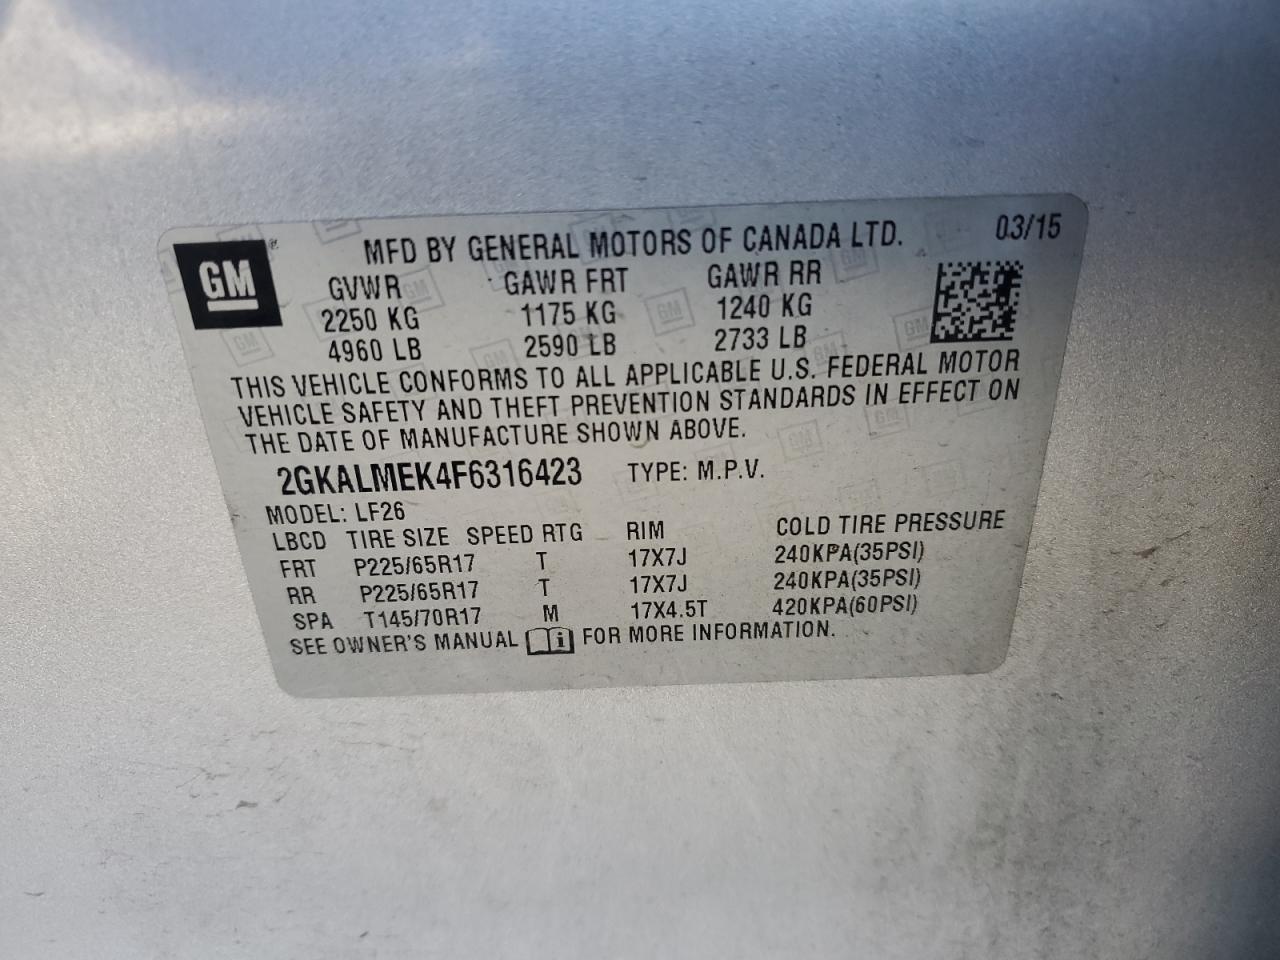 GM
MFD BY GENERAL MOTORS OF CANADA LTD. 03/15
GVWR GAWR FRT GAWR RR
2250 KG 1175 KG 1240 KG
4960 LB 2590 LB 2733 LB
THIS VEHICLE CONFORMS TO ALL APPLICABLE U.S. FEDERAL MOTOR
VEHICLE SAFETY AND THEFT PREVENTION STANDARDS IN EFFECT ON
THE DATE OF MANUFACTURE SHOWN ABOVE.
2GKALMEK4F6316423 TYPE: M.P.V.
MODEL: LF26
LBCD TIRE SIZE SPEED RTG RIM COLD TIRE PRESSURE
FRT P225/65R17 T 17X7J 240KPA(35PSI)
RR P225/65R17 T 17X7J 240KPA(35PSI)
SPA T145/70R17 M 17X4.5T 420KPA(60PSI)
SEE OWNER'S MANUAL i FOR MORE INFORMATION.